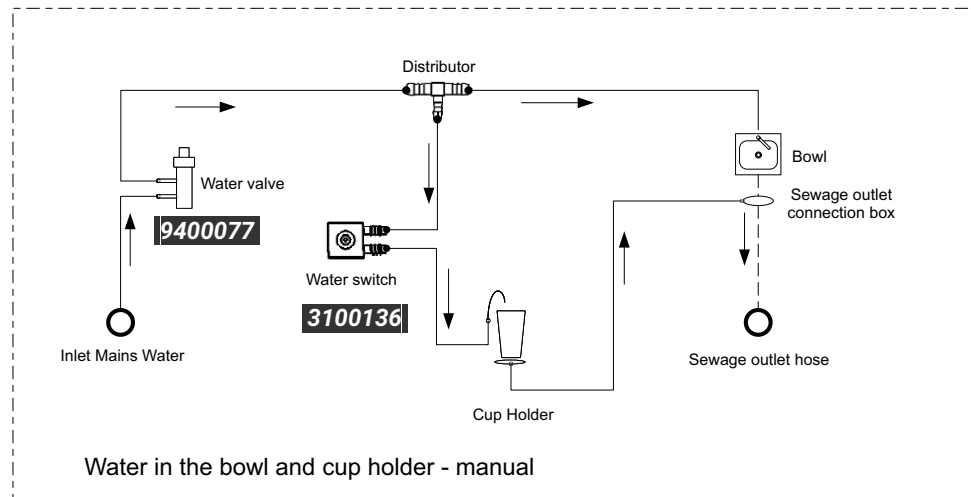 Distributor
Water valve
9400077
Bowl
Sewage outlet
connection box
Water switch
3100136
Inlet Mains Water
Sewage outlet hose
Cup Holder
Water in the bowl and cup holder - manual